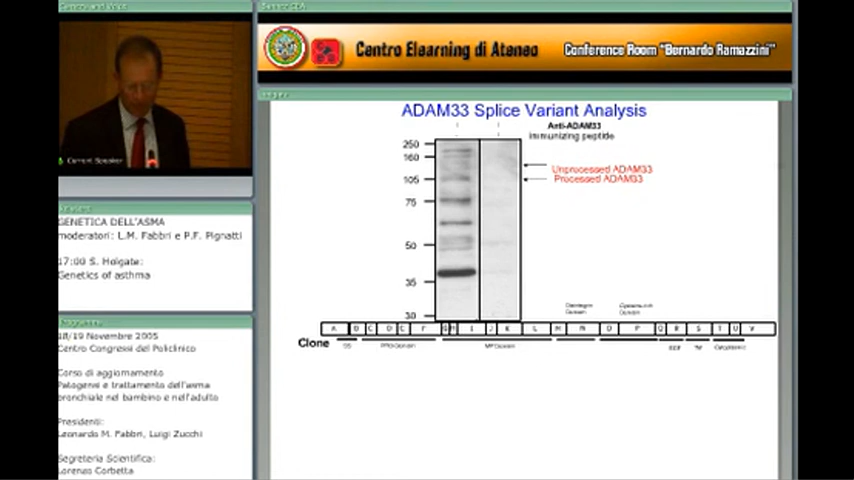 Centro Elearning di Ateneo
Conference Room "Bernardo Ramazzini"
Current Speaker
GENETICA DELL'ASMA
moderatori: L.M. Fabbri e P.F. Pignatti
17:00 S. Holgate:
Genetics of asthma
Programma
18/19 Novembre 2005
Centro Congressi del Policlinico
Corso di aggiornamento
Patogenesi e trattamento dell'asma
bronchiale nel bambino e nell'adulto
Presidenti:
Leonardo M. Fabbri, Luigi Zucchi
Segreteria Scientifica:
Lorenzo Corbetta
ADAM33 Splice Variant Analysis
Anti-ADAM33
immunizing peptide
250
160
105
75
50
35
30
Unprocessed ADAM33
Processed ADAM33
Clone